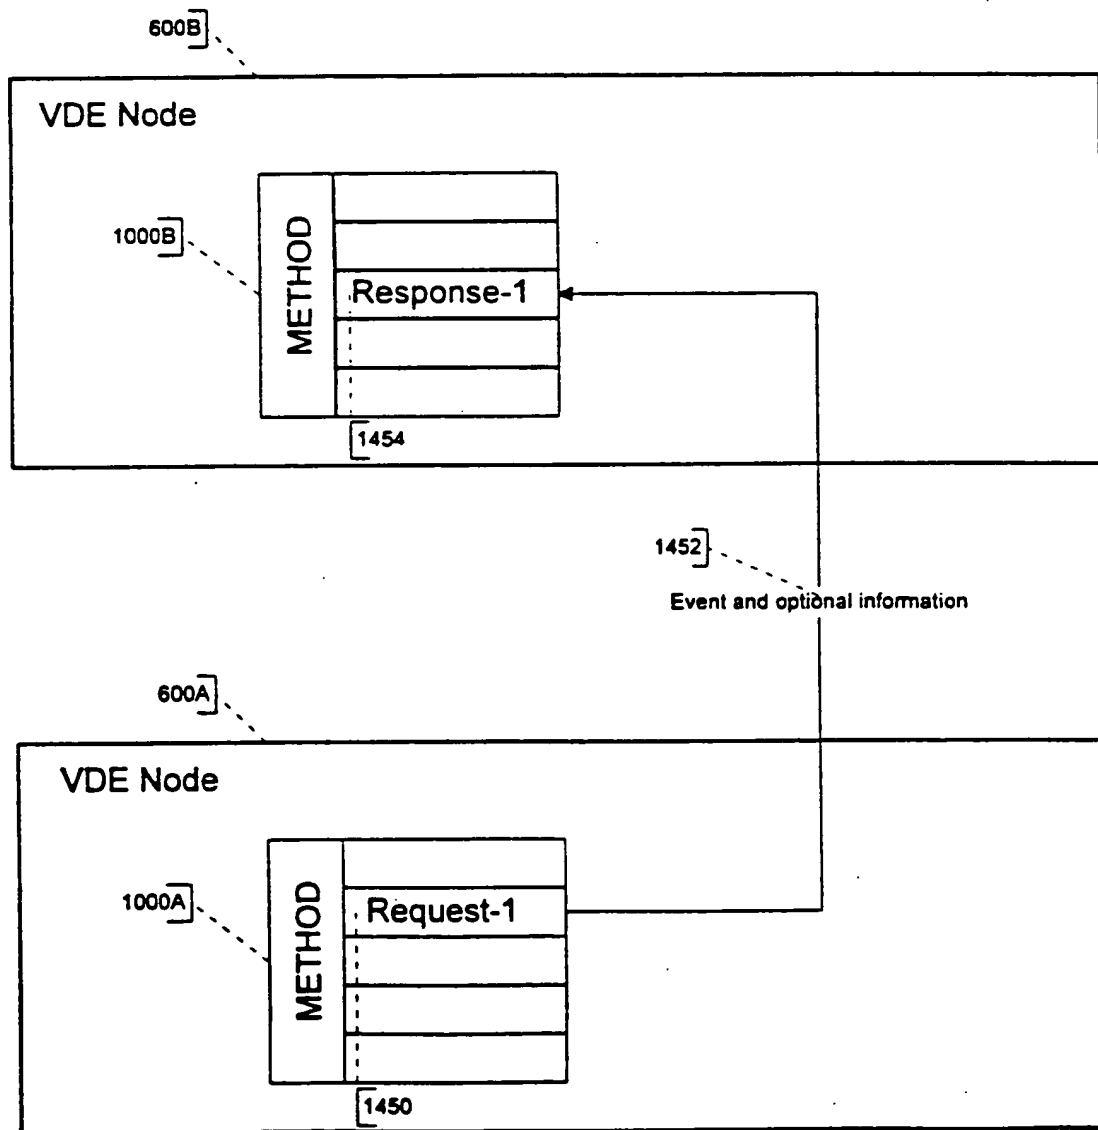 600B
VDE Node
1000B
METHOD
Response-1
1454
1452
Event and optional information
600A
VDE Node
1000A
METHOD
Request-1
1450